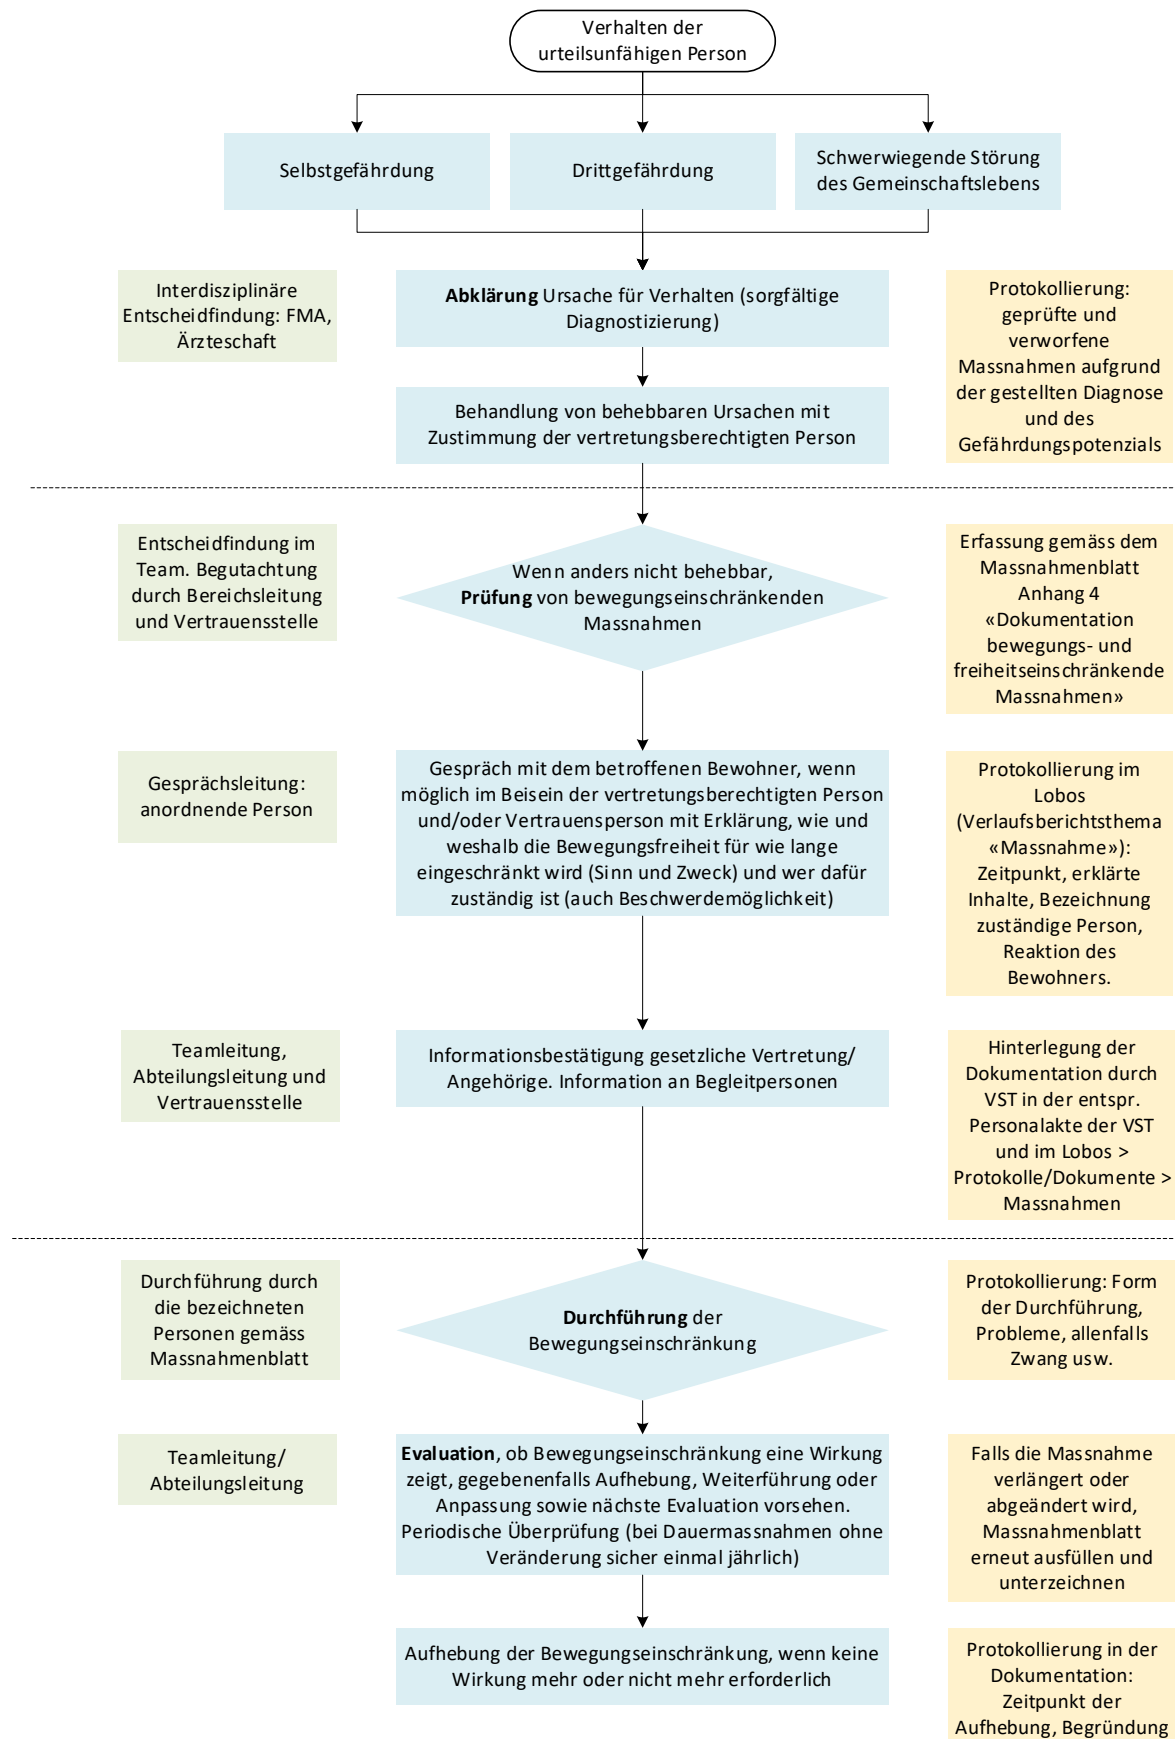 Verhalten der
urteilsunfähigen Person
Selbstgefährdung
Drittgefährdung
Schwerwiegende Störung
des Gemeinschaftslebens
Interdisziplinäre
Entscheidfindung: FMA,
Ärzteschaft
Abklärung Ursache für Verhalten (sorgfältige
Diagnostizierung)
Protokollierung:
geprüfte und
verworfene
Massnahmen aufgrund
der gestellten Diagnose
und des
Gefährdungspotenzials
Behandlung von behebbaren Ursachen mit
Zustimmung der vertretungsberechtigten Person
Entscheidfindung im
Team. Begutachtung
durch Bereichsleitung
und Vertrauensstelle
Wenn anders nicht behebbar,
Prüfung von bewegungseinschränkenden
Massnahmen
Erfassung gemäss dem
Massnahmenblatt
Anhang 4
«Dokumentation
bewegungs- und
freiheitseinschränkende
Massnahmen»
Gesprächsleitung:
anordnende Person
Gespräch mit dem betroffenen Bewohner, wenn
möglich im Beisein der vertretungsberechtigten Person
und/oder Vertrauensperson mit Erklärung, wie und
weshalb die Bewegungsfreiheit für wie lange
eingeschränkt wird (Sinn und Zweck) und wer dafür
zuständig ist (auch Beschwerdemöglichkeit)
Protokollierung im
Lobos
(Verlaufsberichtsthema
«Massnahme»):
Zeitpunkt, erklärte
Inhalte, Bezeichnung
zuständige Person,
Reaktion des
Bewohners.
Teamleitung,
Abteilungsleitung und
Vertrauensstelle
Informationsbestätigung gesetzliche Vertretung/
Angehörige. Information an Begleitpersonen
Hinterlegung der
Dokumentation durch
VST in der entspr.
Personalakte der VST
und im Lobos >
Protokolle/Dokumente >
Massnahmen
Durchführung durch
die bezeichneten
Personen gemäss
Massnahmenblatt
Durchführung der
Bewegungseinschränkung
Protokollierung: Form
der Durchführung,
Probleme, allenfalls
Zwang usw.
Teamleitung/
Abteilungsleitung
Evaluation, ob Bewegungseinschränkung eine Wirkung
zeigt, gegebenenfalls Aufhebung, Weiterführung oder
Anpassung sowie nächste Evaluation vorsehen.
Periodische Überprüfung (bei Dauermassnahmen ohne
Veränderung sicher einmal jährlich)
Falls die Massnahme
verlängert oder
abgeändert wird,
Massnahmenblatt
erneut ausfüllen und
unterzeichnen
Aufhebung der Bewegungseinschränkung, wenn keine
Wirkung mehr oder nicht mehr erforderlich
Protokollierung in der
Dokumentation:
Zeitpunkt der
Aufhebung, Begründung